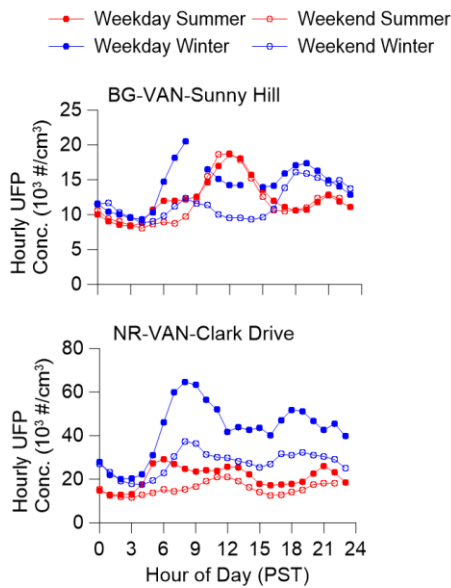 Weekday Summer Weekend Summer
Weekday Winter Weekend Winter
BG-VAN-Sunny Hill
25
20
15
10
5
0
Hourly UFP
Conc. (10³ #/cm³)
NR-VAN-Clark Drive
80
60
40
20
0
Hourly UFP
Conc. (10³ #/cm³)
0 3 6 9 12 15 18 21 24
Hour of Day (PST)